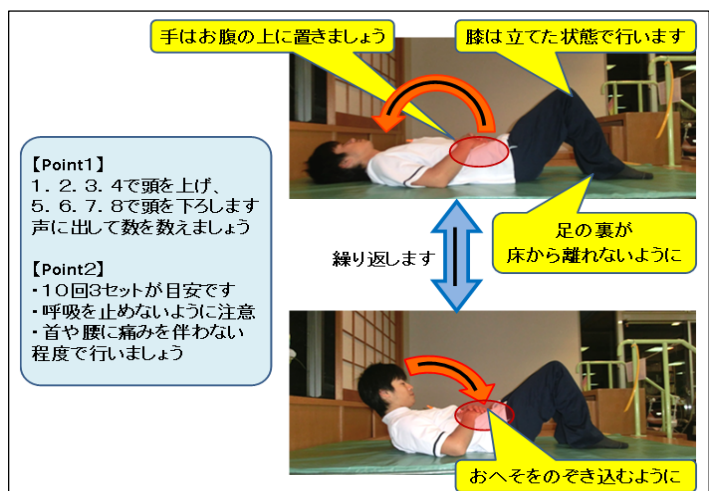 手はお腹の上に置きましょう
膝は立てた状態で行います
【Point1】
1．2．3．4で頭を上げ、
5．6．7．8で頭を下ろします
声に出して数を数えましょう
【Point2】
・10回3セットが目安です
・呼吸を止めないように注意
・首や腰に痛みを伴わない
程度で行いましょう
足の裏が
床から離れないように
繰り返します
おへそをのぞき込むように